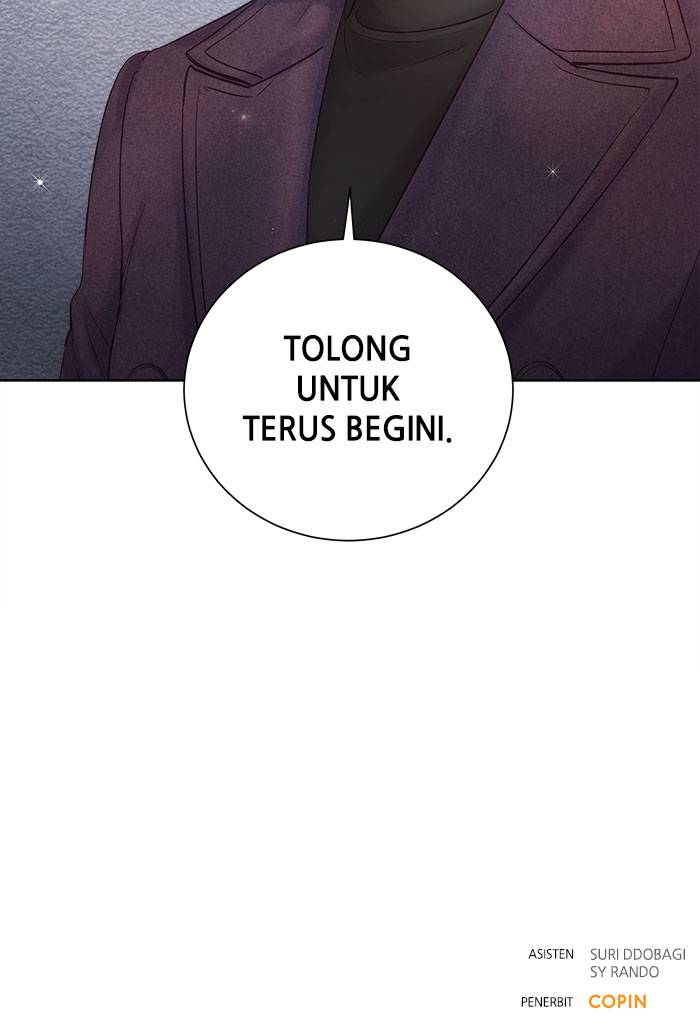 TOLONG
UNTUK
TERUS BEGINI.
ASISTEN SURI DDOBAGI
SY RANDO
PENERBIT COPIN